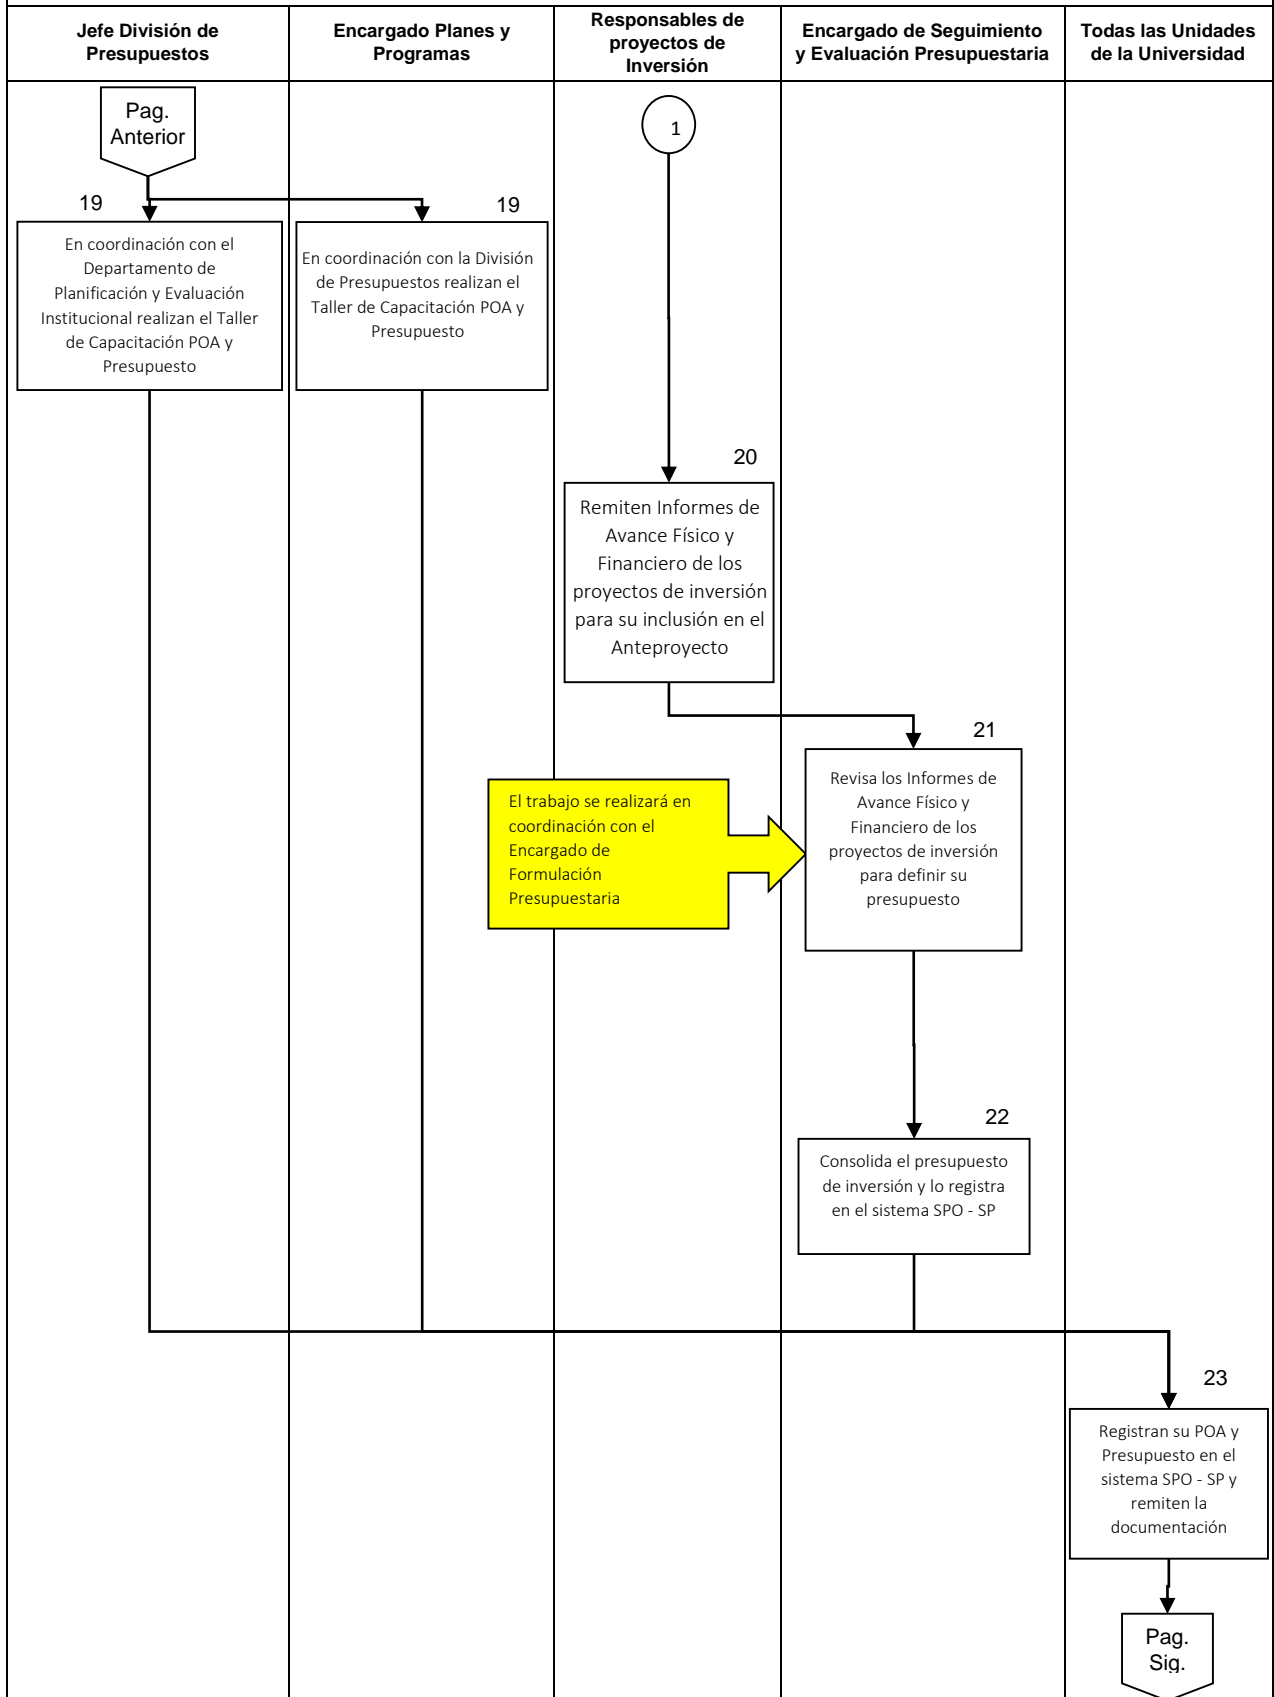 Jefe División de
Presupuestos
Encargado Planes y
Programas
Responsables de
proyectos de
Inversión
Encargado de Seguimiento
y Evaluación Presupuestaria
Todas las Unidades
de la Universidad
Pag.
Anterior
1
19
En coordinación con el
Departamento de
Planificación y Evaluación
Institucional realizan el Taller
de Capacitación POA y
Presupuesto
19
En coordinación con la División
de Presupuestos realizan el
Taller de Capacitación POA y
Presupuesto
20
Remiten Informes de
Avance Físico y
Financiero de los
proyectos de inversión
para su inclusión en el
Anteproyecto
21
Revisa los Informes de
Avance Físico y
Financiero de los
proyectos de inversión
para definir su
presupuesto
El trabajo se realizará en
coordinación con el
Encargado de
Formulación
Presupuestaria
22
Consolida el presupuesto
de inversión y lo registra
en el sistema SPO - SP
23
Registran su POA y
Presupuesto en el
sistema SPO - SP y
remiten la
documentación
Pag.
Sig.